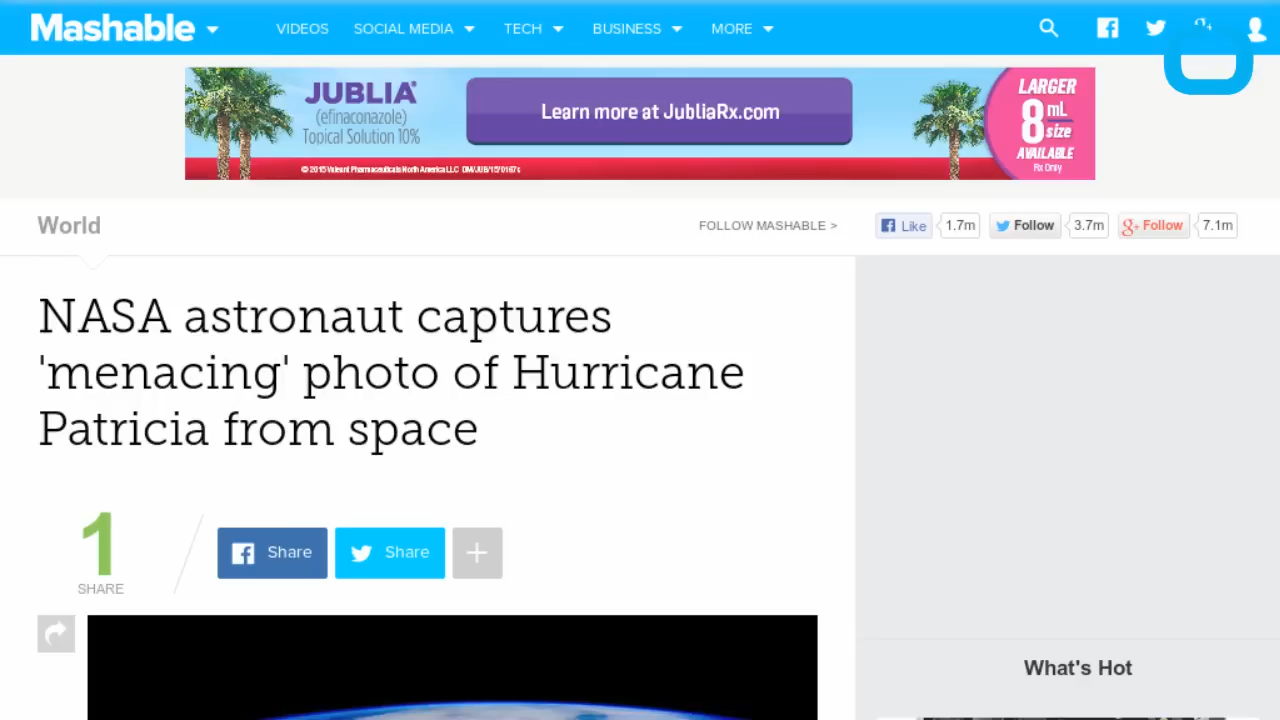 Mashable VIDEOS SOCIAL MEDIA TECH BUSINESS MORE
JUBLIA®
(efinaconazole)
Topical Solution 10%
Learn more at JubliaRx.com
LARGER
8 mL
size
AVAILABLE
Rx Only
World
FOLLOW MASHABLE >
Like 1.7m
Follow 3.7m
g+ Follow 7.1m
NASA astronaut captures
'menacing' photo of Hurricane
Patricia from space
1
SHARE
Share
Share
What's Hot